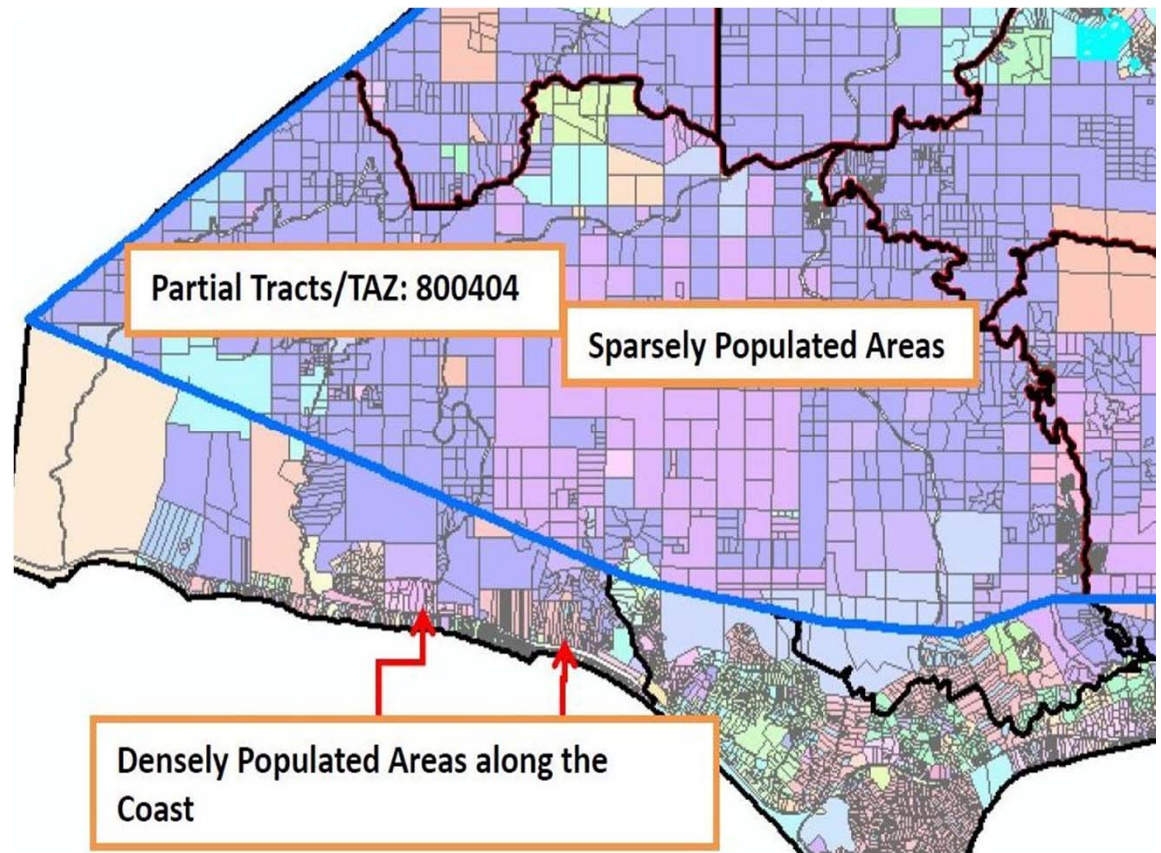 Partial Tracts/TAZ: 800404
Sparsely Populated Areas
Densely Populated Areas along the
Coast